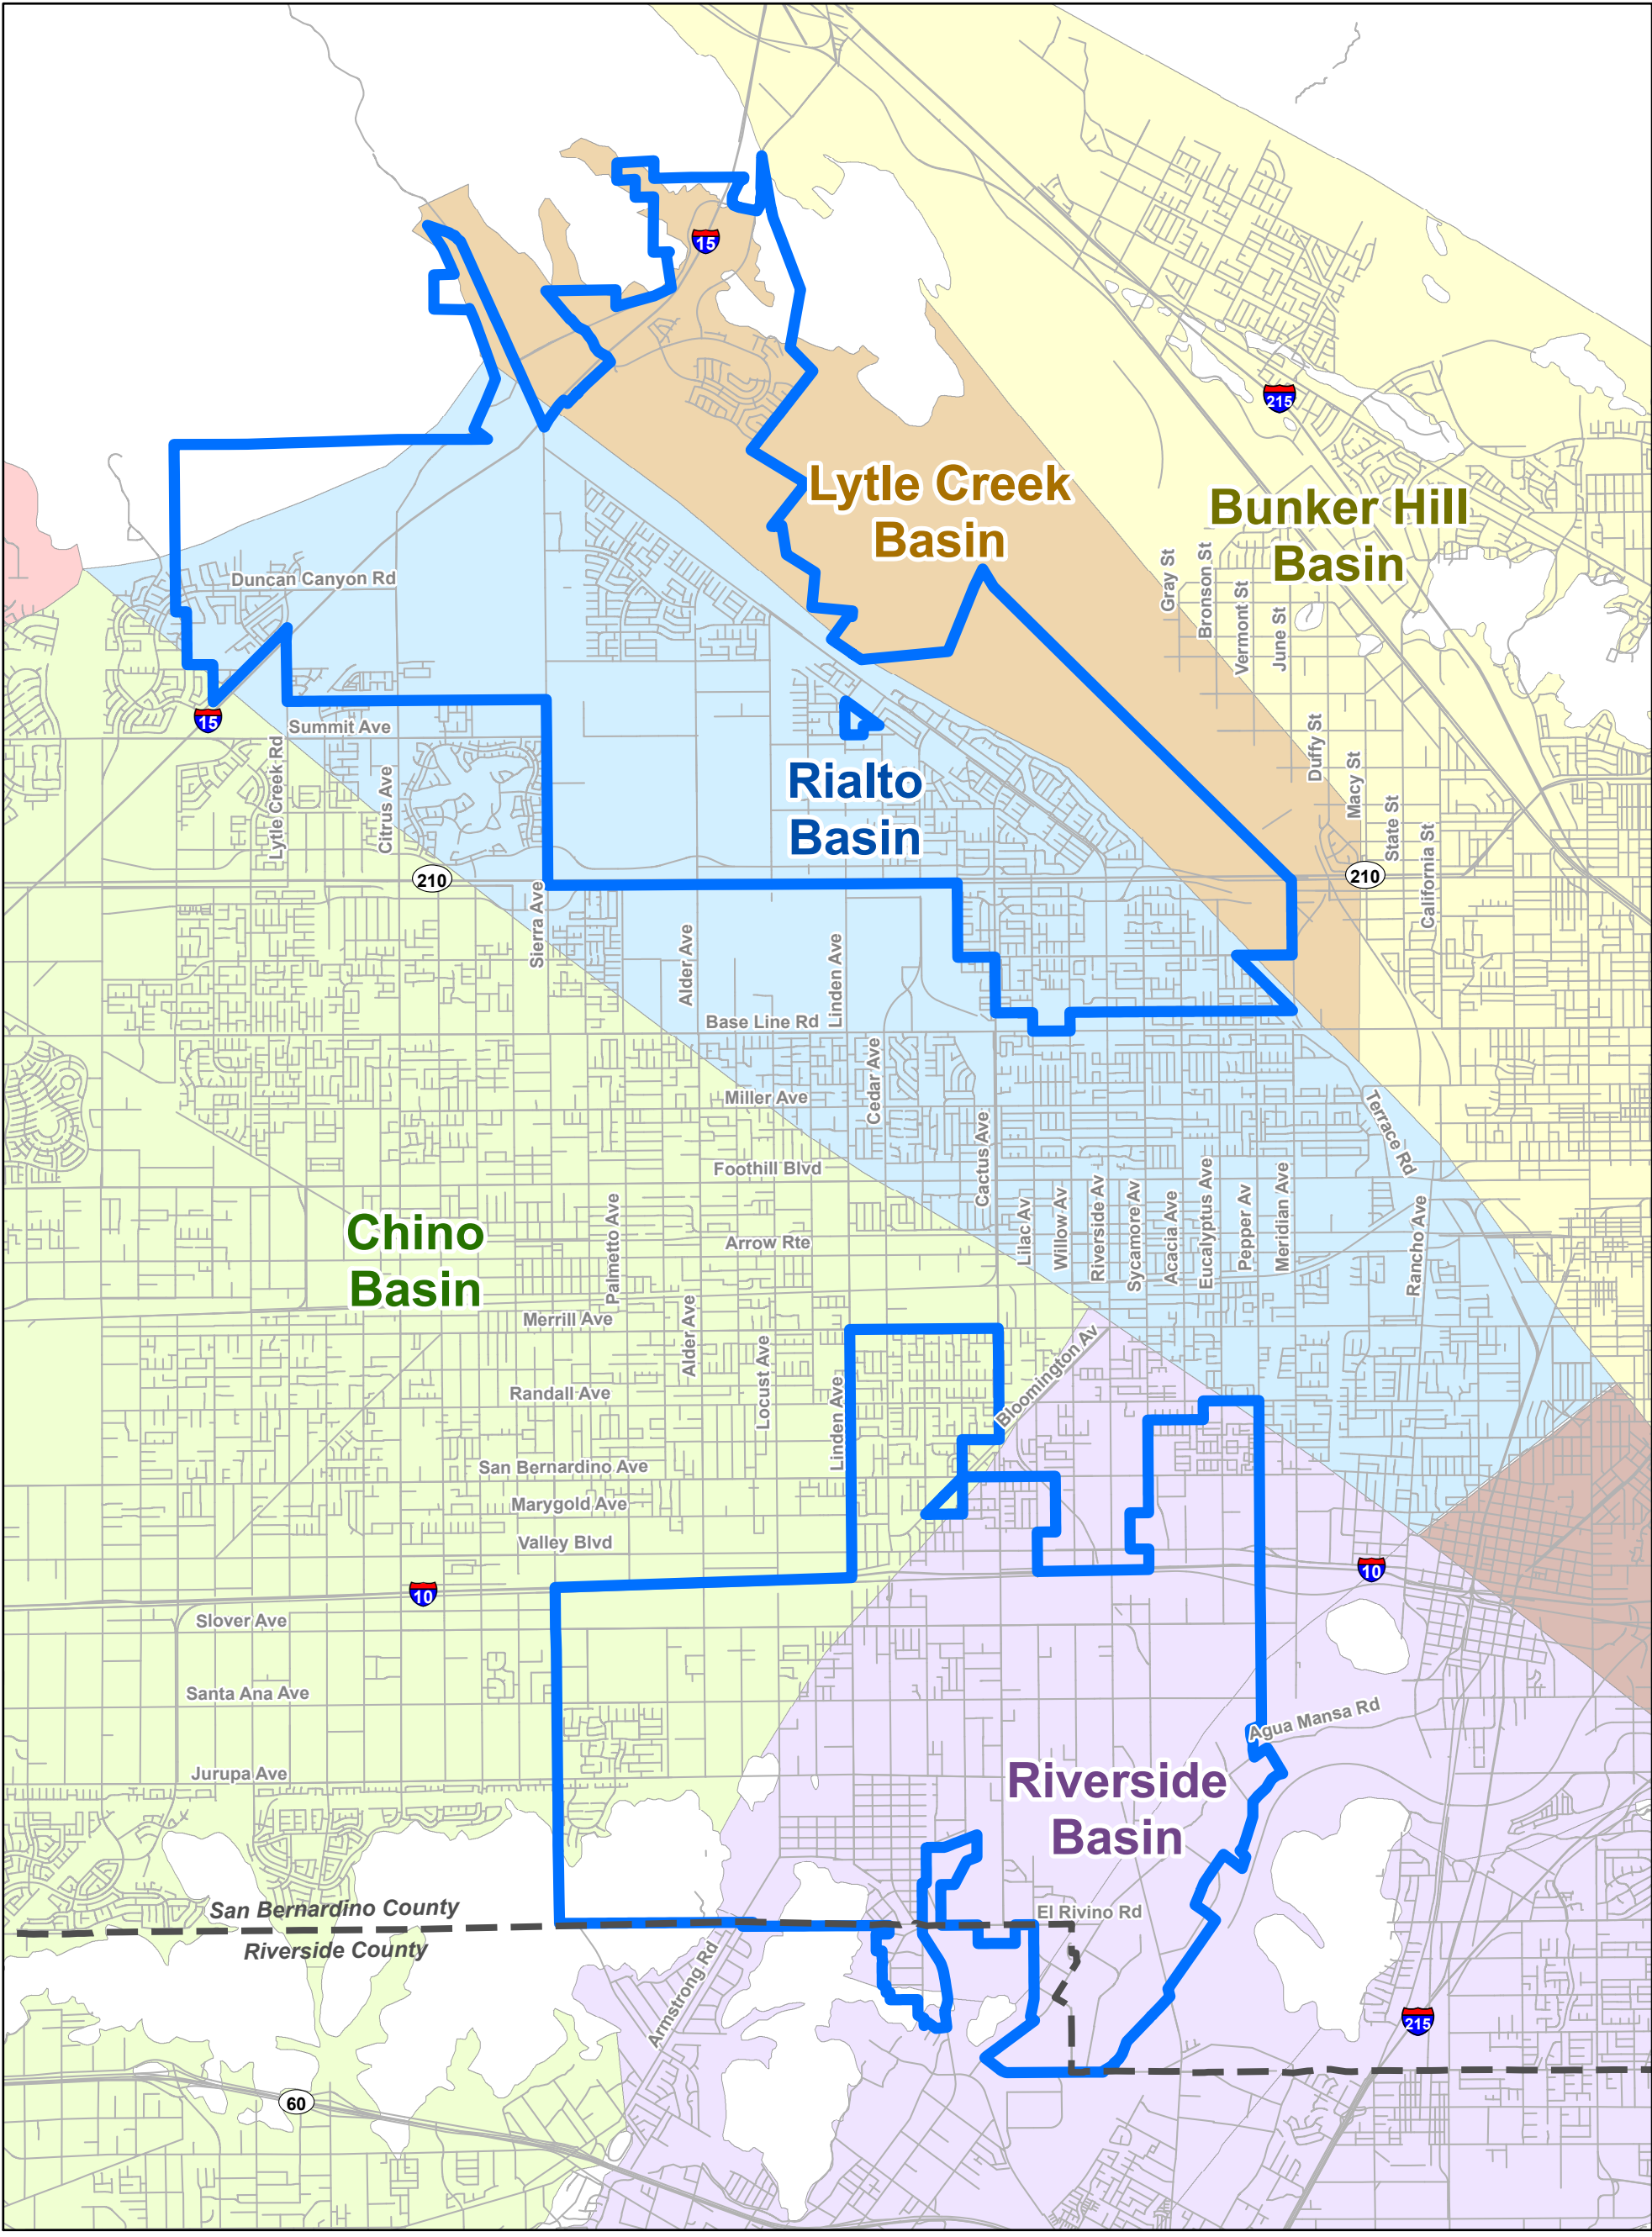 15
215
Lytle Creek
Basin
Bunker Hill
Basin
Duncan Canyon Rd
Gray St
Bronson St
Vermont St
June St
15
Summit Ave
Lytle Creek Rd
Citrus Ave
Rialto
Basin
Duffy St
Macy St
State St
California St
210
210
Sierra Ave
Alder Ave
Linden Ave
Base Line Rd
Cedar Ave
Miller Ave
Terrace Rd
Foothill Blvd
Cactus Ave
Lilac Av
Willow Av
Riverside Av
Sycamore Av
Acacia Ave
Eucalyptus Ave
Pepper Av
Meridian Ave
Rancho Ave
Chino
Basin
Palmetto Ave
Arrow Rte
Merrill Ave
Alder Ave
Locust Ave
Linden Ave
Bloomington Av
Randall Ave
San Bernardino Ave
Marygold Ave
Valley Blvd
10
10
Slover Ave
Santa Ana Ave
Agua Mansa Rd
Jurupa Ave
Riverside
Basin
San Bernardino County
Riverside County
El Rivino Rd
Armstrong Rd
215
60